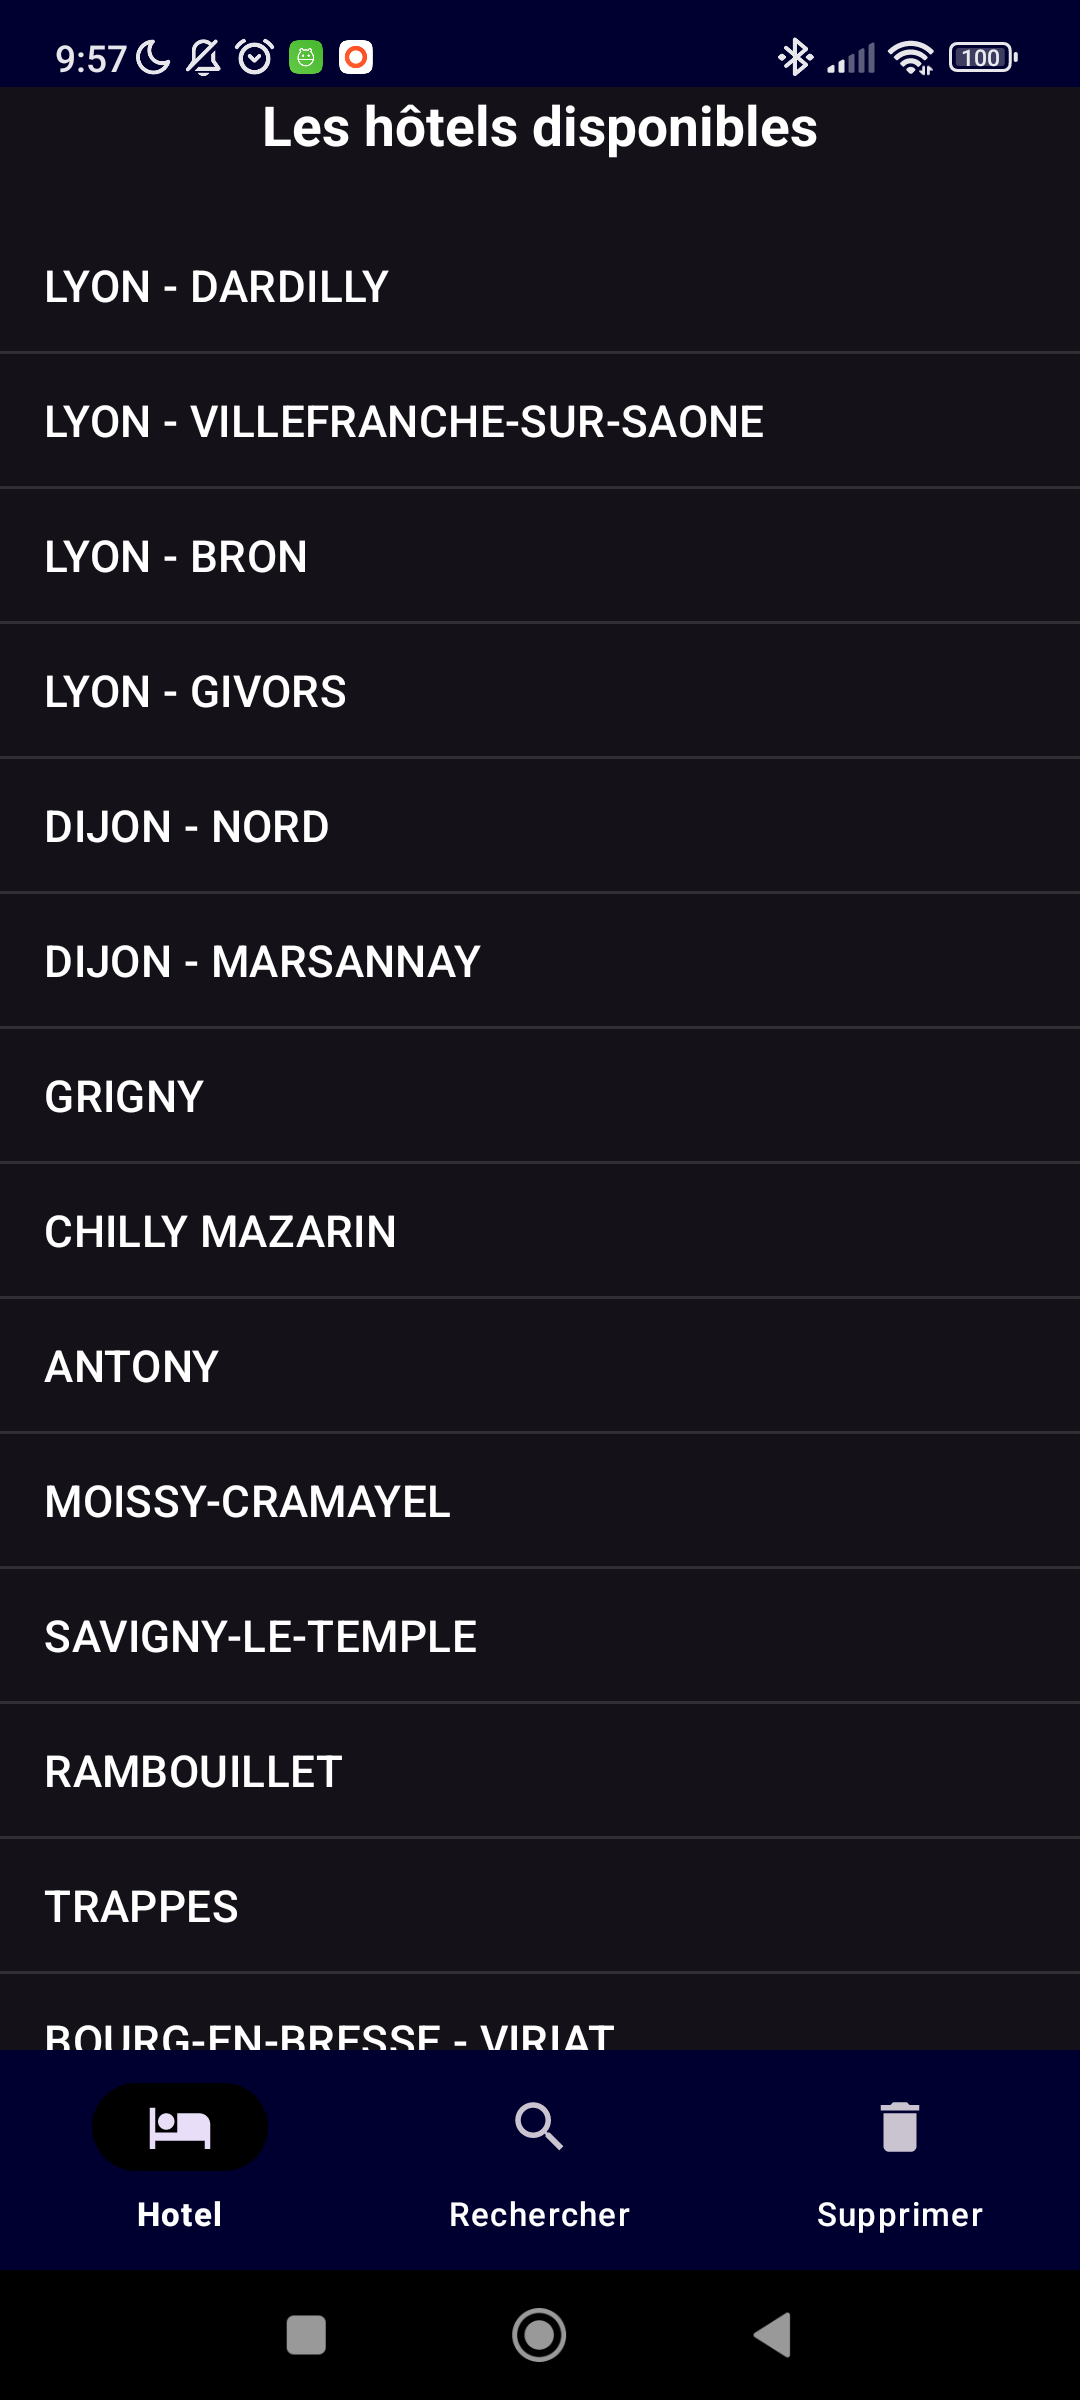 9:57
100
Les hôtels disponibles
LYON - DARDILLY
LYON - VILLEFRANCHE-SUR-SAONE
LYON - BRON
LYON - GIVORS
DIJON - NORD
DIJON - MARSANNAY
GRIGNY
CHILLY MAZARIN
ANTONY
MOISSY-CRAMAYEL
SAVIGNY-LE-TEMPLE
RAMBOUILLET
TRAPPES
BOURG-EN-BRESSE - VIRIAT
Hotel
Rechercher
Supprimer